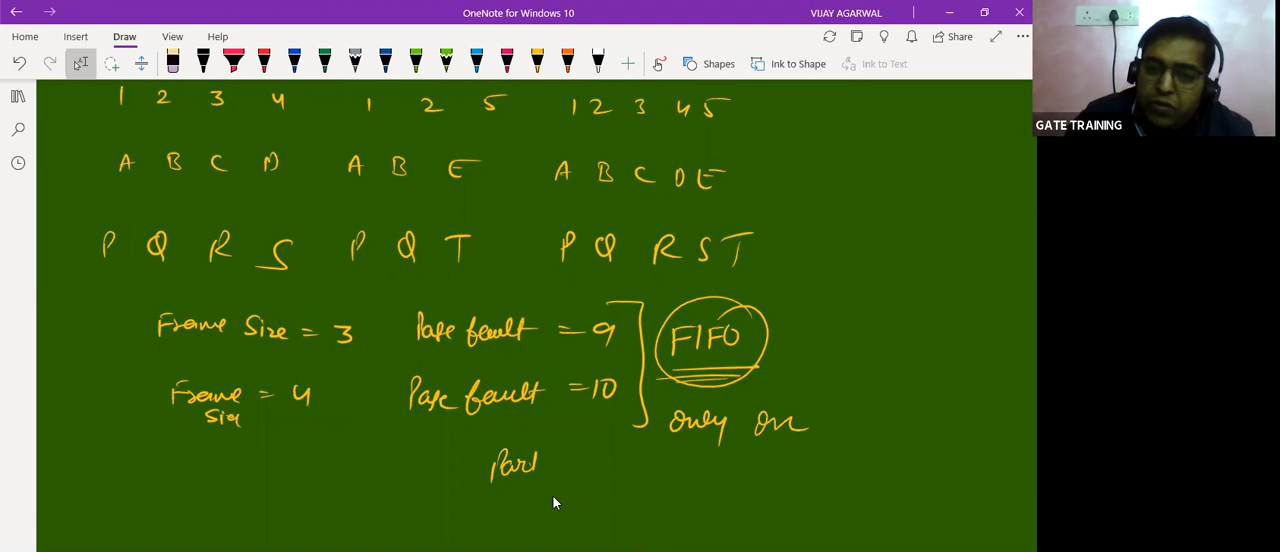 OneNote for Windows 10
VIJAY AGARWAL
Home Insert Draw View Help
Share
Shapes Ink to Shape Ink to Text
GATE TRAINING
1 2 3 4 1 2 5 1 2 3 4 5
A B C D A B E A B C D E
P Q R S P Q T P Q R S T
Frame Size = 3 Page fault = 9 FIFO
Frame Size = 4 Page fault = 10
only on
Part